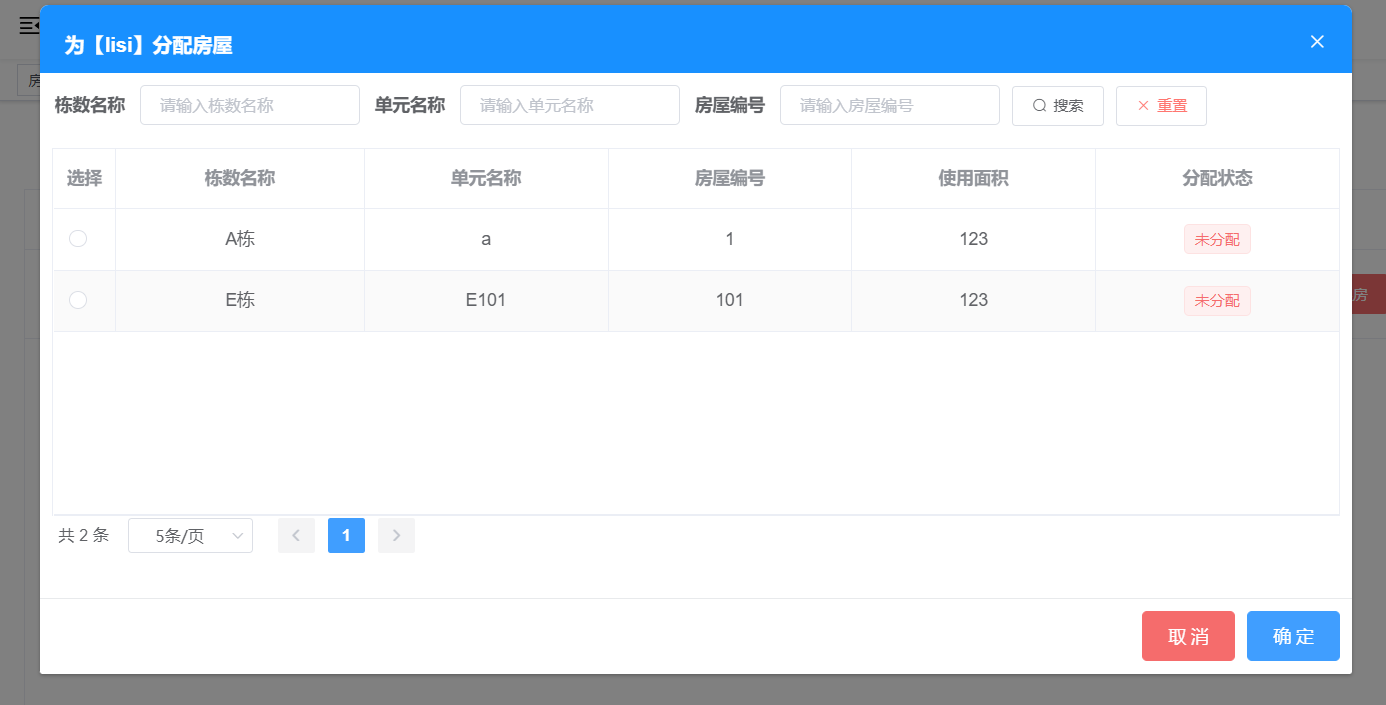 为【lisi】分配房屋
房
栋数名称 请输入栋数名称 单元名称 请输入单元名称 房屋编号 请输入房屋编号 搜索 重置
选择 栋数名称 单元名称 房屋编号 使用面积 分配状态
A栋 a 1 123 未分配
E栋 E101 101 123 未分配
房
共 2 条 5条/页 1
取 消 确 定